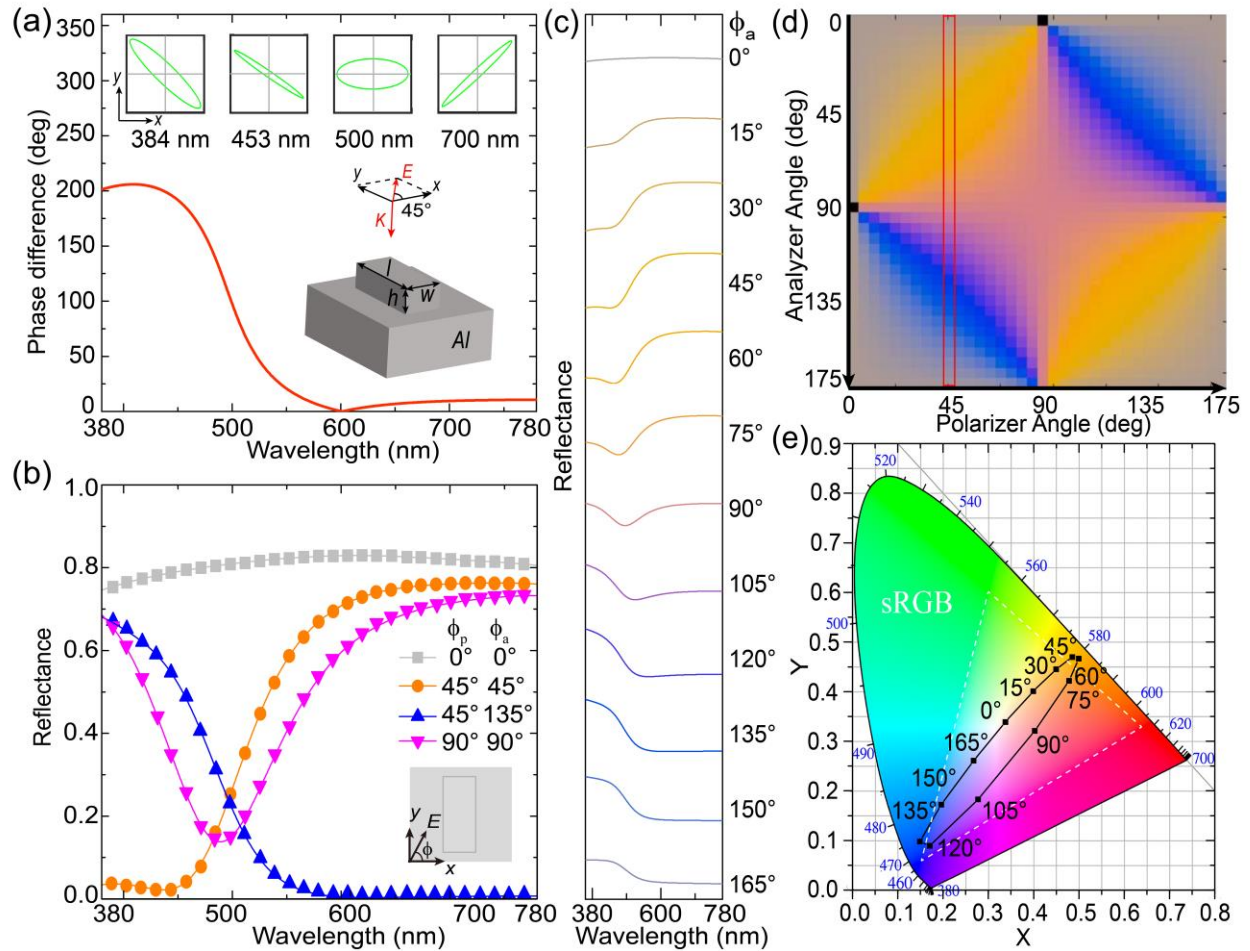 (a)
360
325
300
275
250
200
150
100
50
0
Phase difference (deg)
y
x
384 nm
453 nm
500 nm
700 nm
y
E
x
K
45°
l
h
w
Al
380
500
600
700
780
Wavelength (nm)
(b)
1.0
0.8
0.6
0.4
0.2
0.0
Reflectance
ϕp ϕa
0° 0°
45° 45°
45° 135°
90° 90°
y
E
ϕ
x
380
500
600
700
780
Wavelength (nm)
(c)
ϕa
0°
15°
30°
45°
60°
75°
90°
105°
120°
135°
150°
165°
Reflectance
380
600
780
Wavelength (nm)
(d)
0
45
90
135
175
Analyzer Angle (deg)
0
45
90
135
175
Polarizer Angle (deg)
(e)
0.9
0.8
0.7
0.6
0.5
0.4
0.3
0.2
0.1
0.0
Y
520
540
560
580
600
620
700
500
490
480
470
460
380
sRGB
45°
30°
60°
15°
75°
0°
90°
165°
150°
105°
135°
120°
0.0
0.1
0.2
0.3
0.4
0.5
0.6
0.7
0.8
X